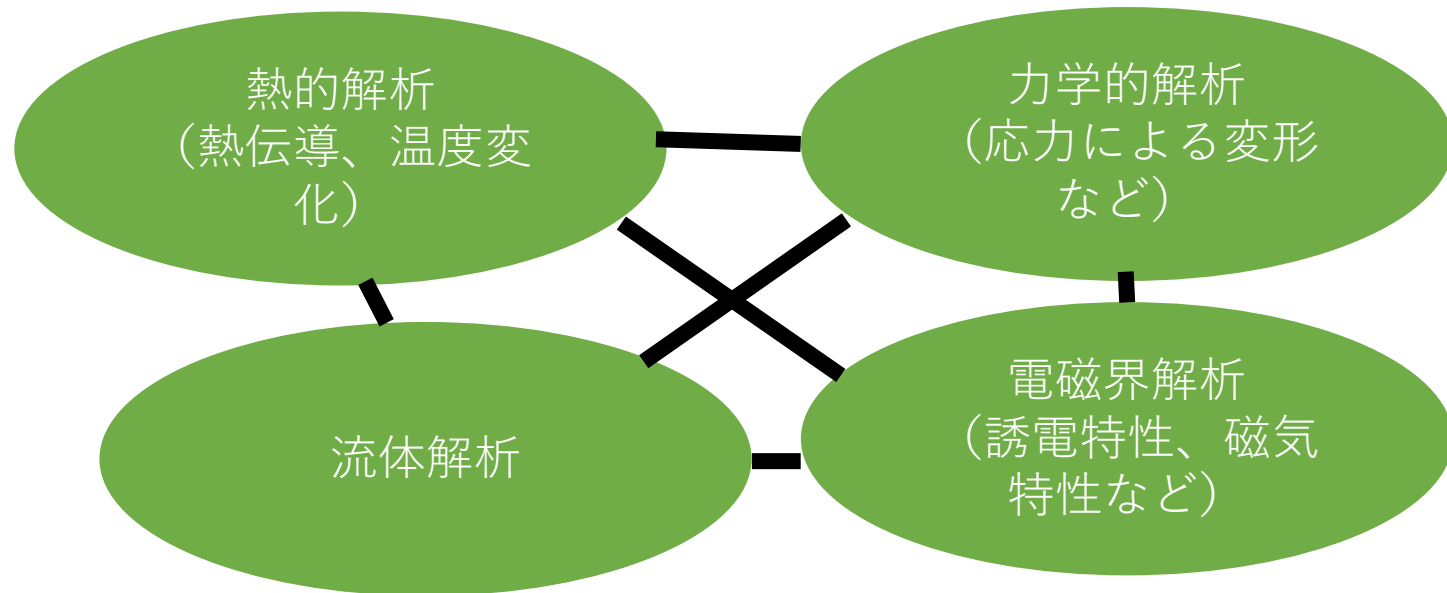 熱的解析
（熱伝導、温度変
化）
力学的解析
（応力による変形
など）
流体解析
電磁界解析
（誘電特性、磁気
特性など）